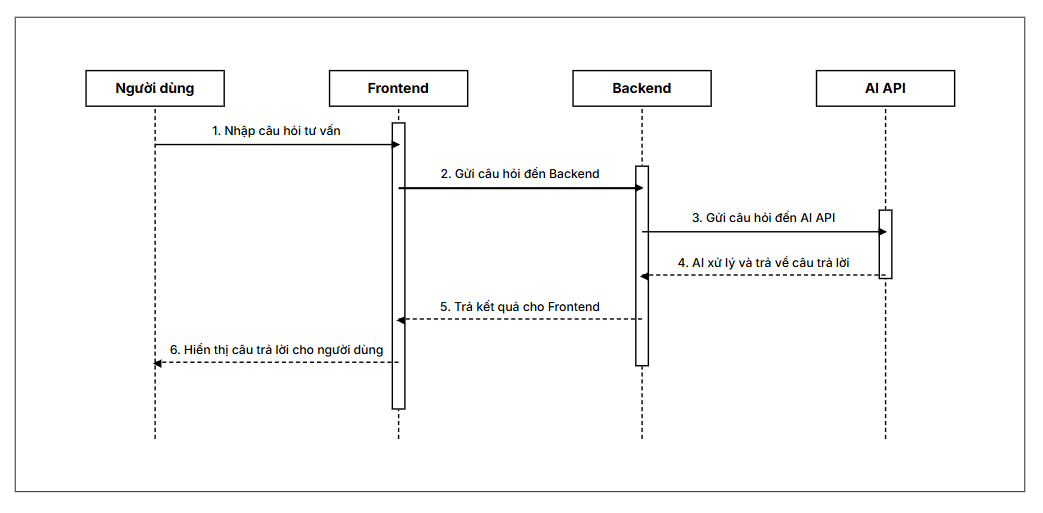 Người dùng
Frontend
Backend
AI API
1. Nhập câu hỏi tư vấn
2. Gửi câu hỏi đến Backend
3. Gửi câu hỏi đến AI API
4. AI xử lý và trả về câu trả lời
5. Trả kết quả cho Frontend
6. Hiển thị câu trả lời cho người dùng